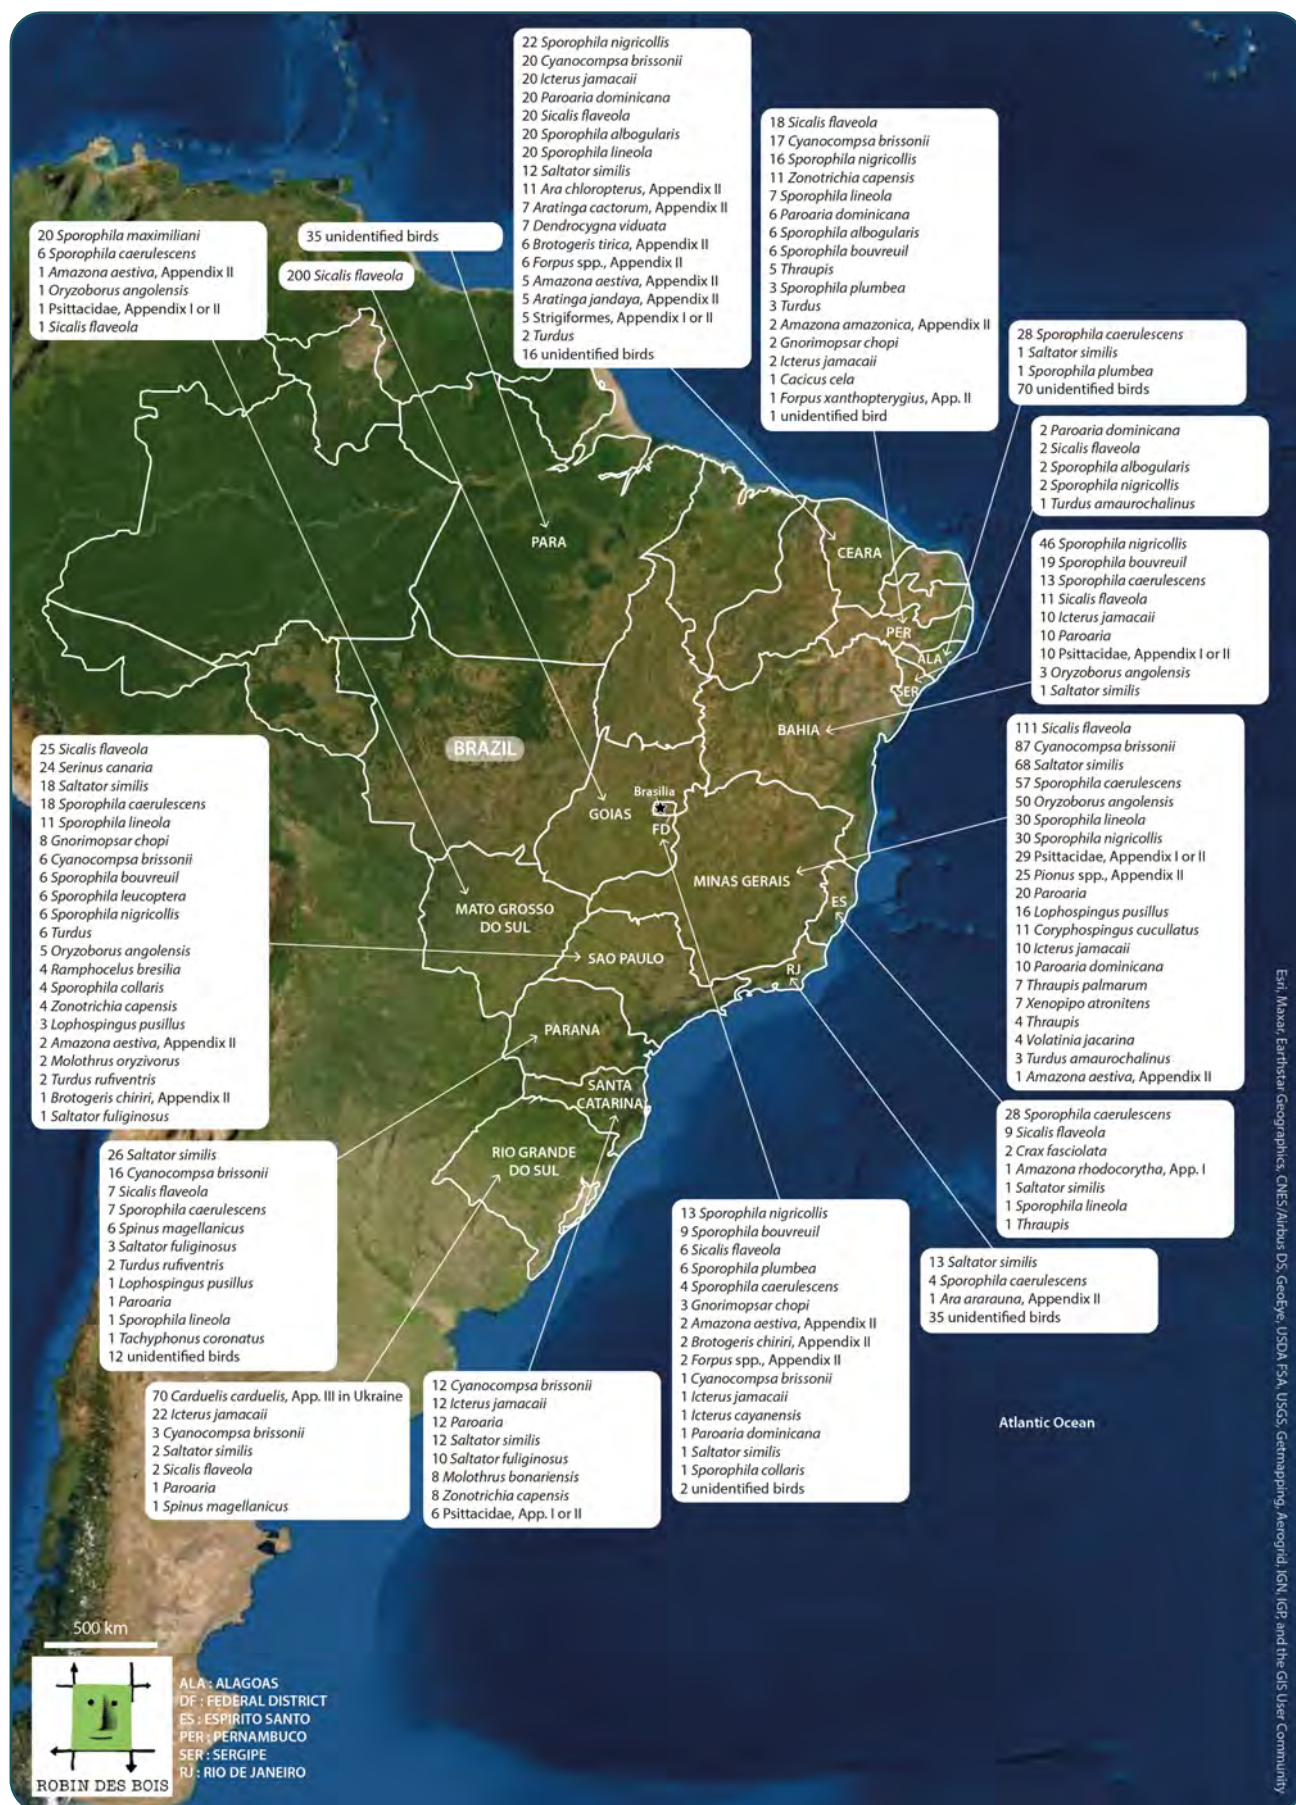 22 Sporophila nigricollis
20 Cyanocompsa brissonii
20 Icterus jamacaii
20 Paroaria dominicana
20 Sicalis flaveola
20 Sporophila albogularis
20 Sporophila lineola
12 Saltator similis
11 Ara chloropterus, Appendix II
7 Aratinga cactorum, Appendix II
7 Dendrocygna viduata
6 Brotogeris tirica, Appendix II
6 Forpus spp., Appendix II
5 Amazona aestiva, Appendix II
5 Aratinga jandaya, Appendix II
5 Strigiformes, Appendix I or II
2 Turdus
16 unidentified birds
18 Sicalis flaveola
17 Cyanocompsa brissonii
16 Sporophila nigricollis
11 Zonotrichia capensis
7 Sporophila lineola
6 Paroaria dominicana
6 Sporophila albogularis
6 Sporophila bouvreuil
5 Thraupis
3 Sporophila plumbea
3 Turdus
2 Amazona amazonica, Appendix II
2 Gnorimopsar chopi
2 Icterus jamacaii
1 Cacicus cela
1 Forpus xanthopterygius, App. II
1 unidentified bird
20 Sporophila maximiliani
6 Sporophila caerulescens
1 Amazona aestiva, Appendix II
1 Oryzoborus angolensis
1 Psittacidae, Appendix I or II
1 Sicalis flaveola
35 unidentified birds
200 Sicalis flaveola
28 Sporophila caerulescens
1 Saltator similis
1 Sporophila plumbea
70 unidentified birds
2 Paroaria dominicana
2 Sicalis flaveola
2 Sporophila albogularis
2 Sporophila nigricollis
1 Turdus amaurochalinus
46 Sporophila nigricollis
19 Sporophila bouvreuil
13 Sporophila caerulescens
11 Sicalis flaveola
10 Icterus jamacaii
10 Paroaria
10 Psittacidae, Appendix I or II
3 Oryzoborus angolensis
1 Saltator similis
PARA
CEARA
PER
ALA
SER
BAHIA
BRAZIL
Brasilia
GOIAS
FD
MINAS GERAIS
ES
MATO GROSSO
DO SUL
SAO PAULO
RJ
PARANA
SANTA
CATARINA
RIO GRANDE
DO SUL
111 Sicalis flaveola
87 Cyanocompsa brissonii
68 Saltator similis
57 Sporophila caerulescens
50 Oryzoborus angolensis
30 Sporophila lineola
30 Sporophila nigricollis
29 Psittacidae, Appendix I or II
25 Pionus spp., Appendix II
20 Paroaria
16 Lophospingus pusillus
11 Coryphospingus cucullatus
10 Icterus jamacaii
10 Paroaria dominicana
7 Thraupis palmarum
7 Xenopipo atronitens
4 Thraupis
4 Volatinia jacarina
3 Turdus amaurochalinus
1 Amazona aestiva, Appendix II
25 Sicalis flaveola
24 Serinus canaria
18 Saltator similis
18 Sporophila caerulescens
11 Sporophila lineola
8 Gnorimopsar chopi
6 Cyanocompsa brissonii
6 Sporophila bouvreuil
6 Sporophila leucoptera
6 Sporophila nigricollis
6 Turdus
5 Oryzoborus angolensis
4 Ramphocelus bresilia
4 Sporophila collaris
4 Zonotrichia capensis
3 Lophospingus pusillus
2 Amazona aestiva, Appendix II
2 Molothrus oryzivorus
2 Turdus rufiventris
1 Brotogeris chiriri, Appendix II
1 Saltator fuliginosus
28 Sporophila caerulescens
9 Sicalis flaveola
2 Crax fasciolata
1 Amazona rhodocorytha, App. I
1 Saltator similis
1 Sporophila lineola
1 Thraupis
26 Saltator similis
16 Cyanocompsa brissonii
7 Sicalis flaveola
7 Sporophila caerulescens
6 Spinus magellanicus
3 Saltator fuliginosus
2 Turdus rufiventris
1 Lophospingus pusillus
1 Paroaria
1 Sporophila lineola
1 Tachyphonus coronatus
12 unidentified birds
13 Sporophila nigricollis
9 Sporophila bouvreuil
6 Sicalis flaveola
6 Sporophila plumbea
4 Sporophila caerulescens
3 Gnorimopsar chopi
2 Amazona aestiva, Appendix II
2 Brotogeris chiriri, Appendix II
2 Forpus spp., Appendix II
1 Cyanocompsa brissonii
1 Icterus jamacaii
1 Icterus cayanensis
1 Paroaria dominicana
1 Saltator similis
1 Sporophila collaris
2 unidentified birds
13 Saltator similis
4 Sporophila caerulescens
1 Ara ararauna, Appendix II
35 unidentified birds
70 Carduelis carduelis, App. III in Ukraine
22 Icterus jamacaii
3 Cyanocompsa brissonii
2 Saltator similis
2 Sicalis flaveola
1 Paroaria
1 Spinus magellanicus
12 Cyanocompsa brissonii
12 Icterus jamacaii
12 Paroaria
12 Saltator similis
10 Saltator fuliginosus
8 Molothrus bonariensis
8 Zonotrichia capensis
6 Psittacidae, App. I or II
Atlantic Ocean
500 km
ROBIN DES BOIS
ALA : ALAGOAS
DF : FEDERAL DISTRICT
ES : ESPIRITO SANTO
PER : PERNAMBUCO
SER : SERGIPE
RJ : RIO DE JANEIRO
Esri, Maxar, Earthstar Geographics, CNES/Airbus DS, GeoEye, USDA FSA, USGS, Getmapping, Aerogrid, IGN, IGP, and the GIS User Community